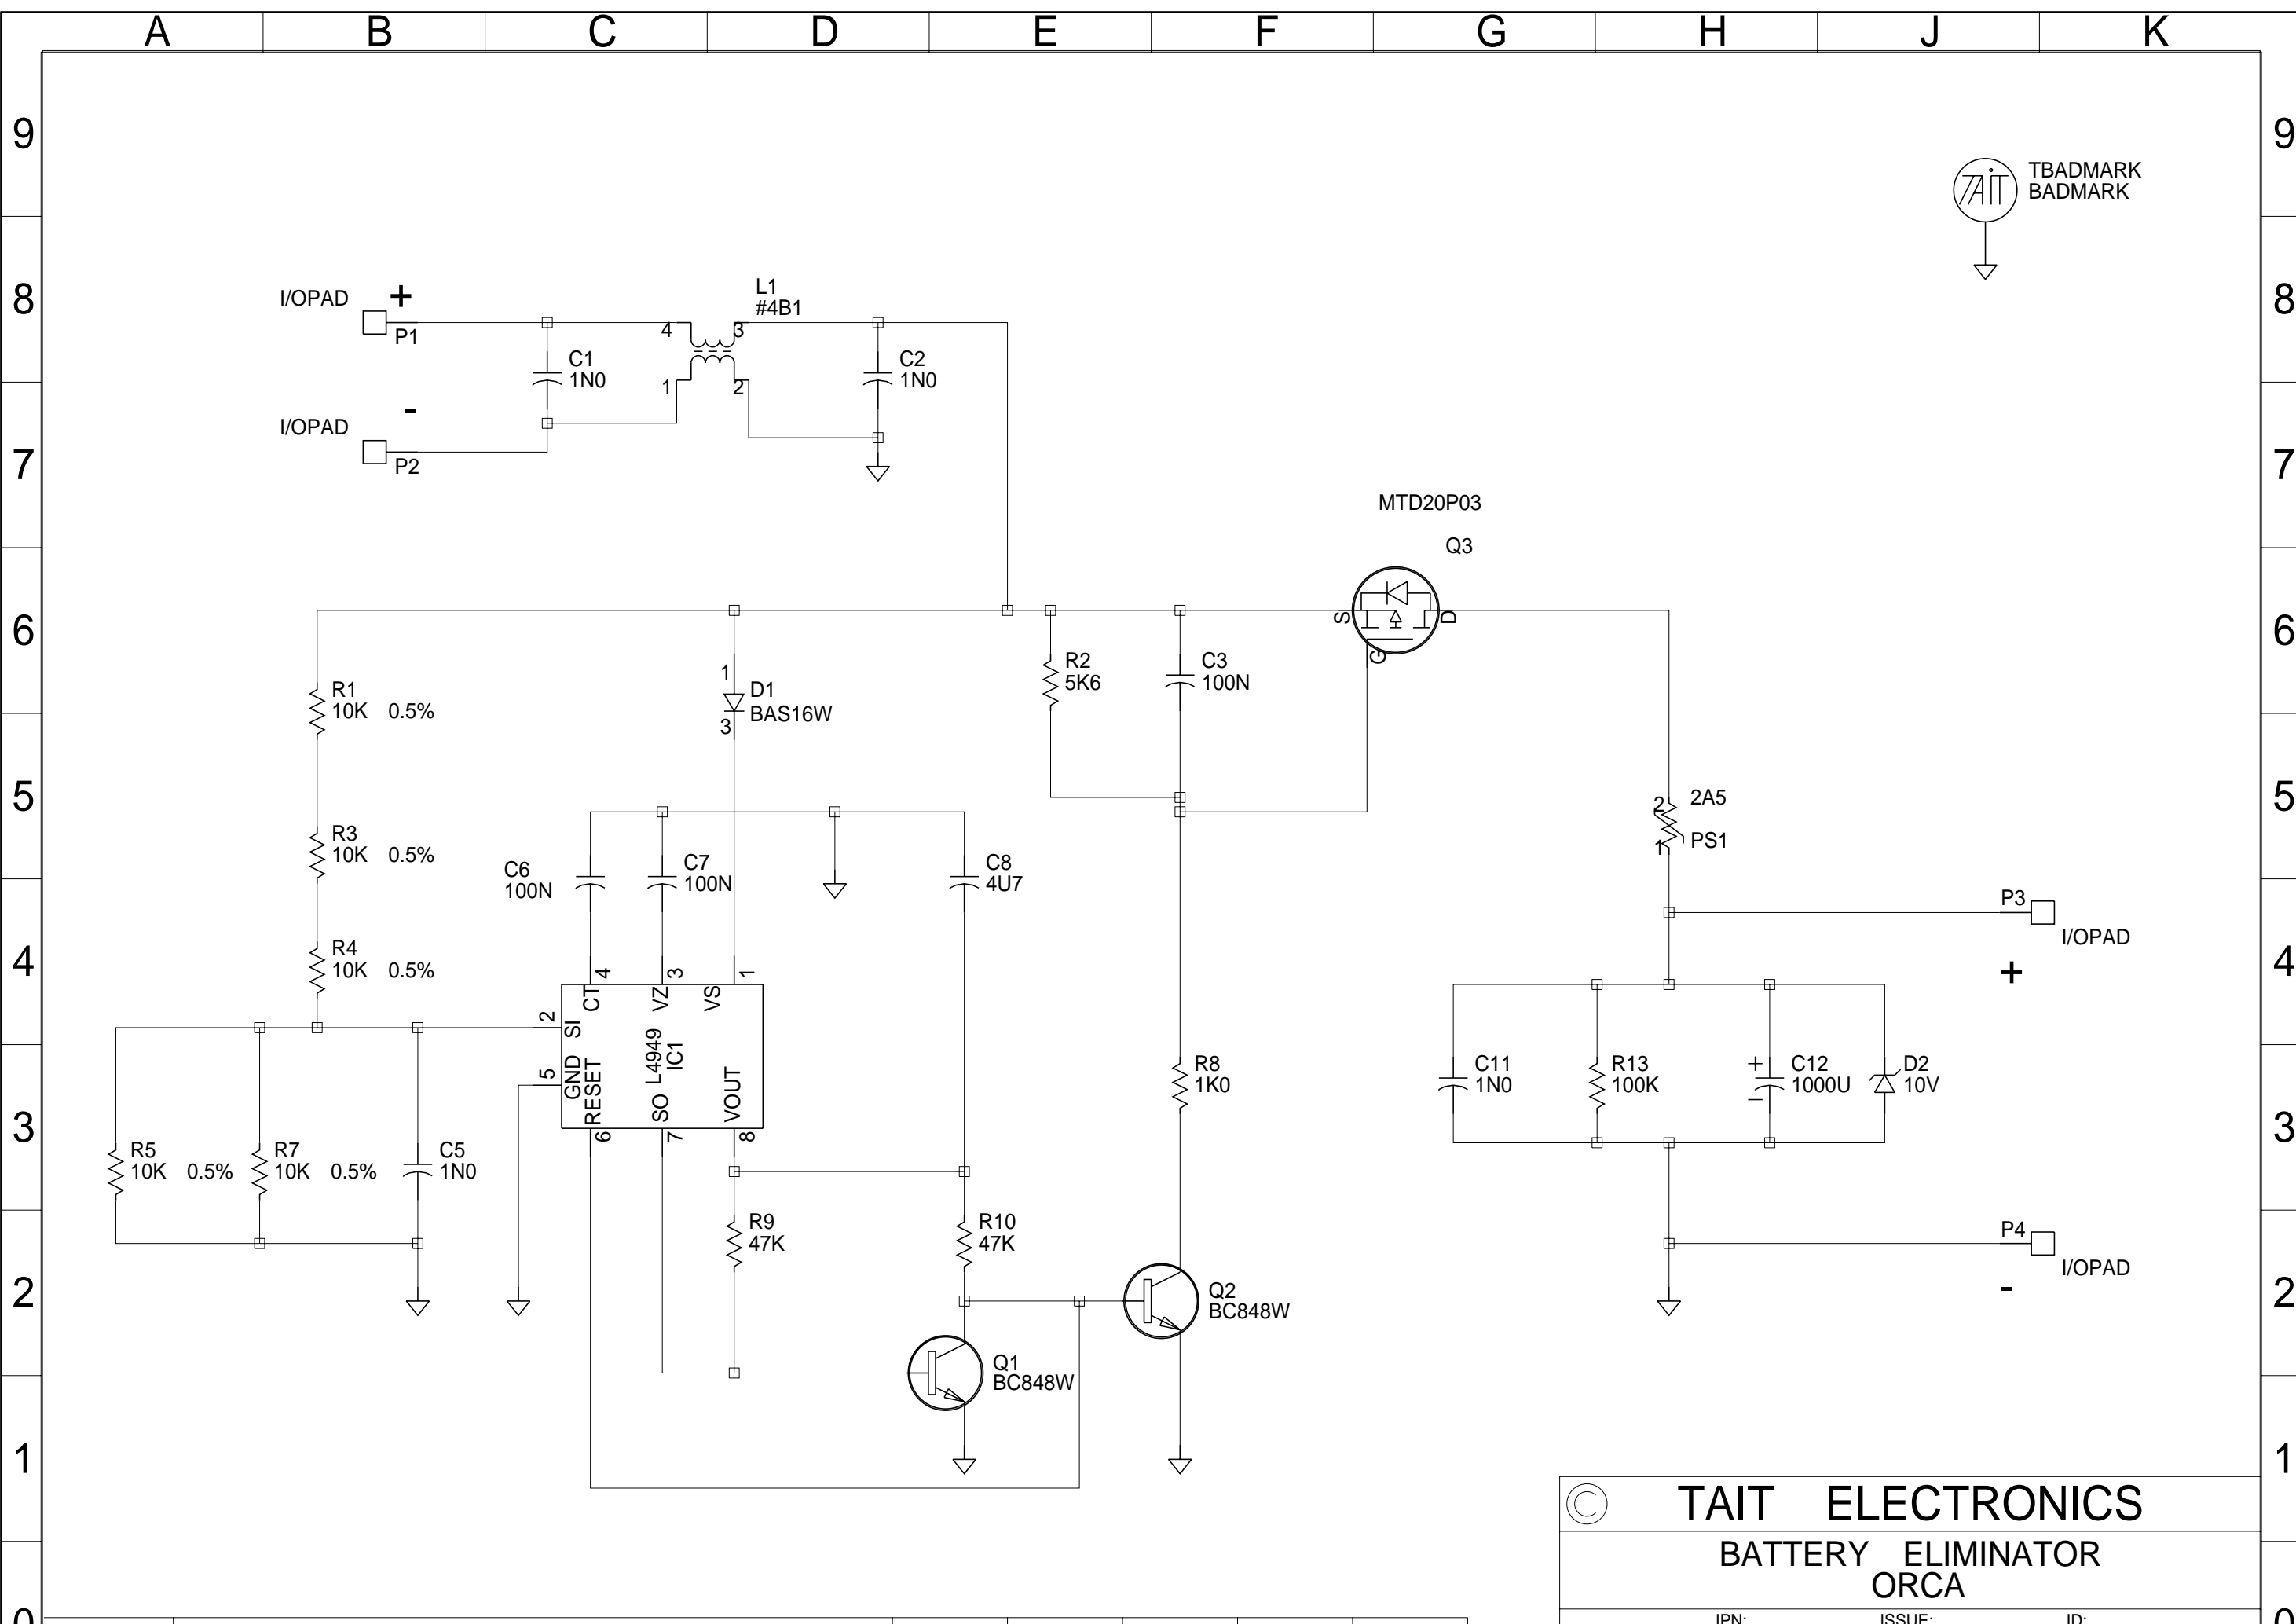 A B C D E F G H J K
9 9
TAIT
TBADMARK
BADMARK
8 8
I/OPAD +
P1
L1
#4B1
4 3
C1
1N0
1 2
C2
1N0
I/OPAD -
P2
7 7
MTD20P03
Q3
S D
G
6 6
R1
10K 0.5%
1
D1
BAS16W
3
R2
5K6
C3
100N
5 5
2 2A5
PS1
1
R3
10K 0.5%
C6
100N
C7
100N
C8
4U7
P3
I/OPAD
+
4 4
R4
10K 0.5%
4 3 1
CT VZ VS
2 SI
5 GND
RESET
SO L4949
IC1
VOUT
6 7 8
R8
1K0
C11
1N0
R13
100K
+
C12
1000U
-
D2
10V
3 3
R5
10K 0.5%
R7
10K 0.5%
C5
1N0
R9
47K
R10
47K
P4
I/OPAD
-
2 2
Q2
BC848W
Q1
BC848W
1 1
© TAIT ELECTRONICS
BATTERY ELIMINATOR
ORCA
0 0
IPN: ISSUE: ID: